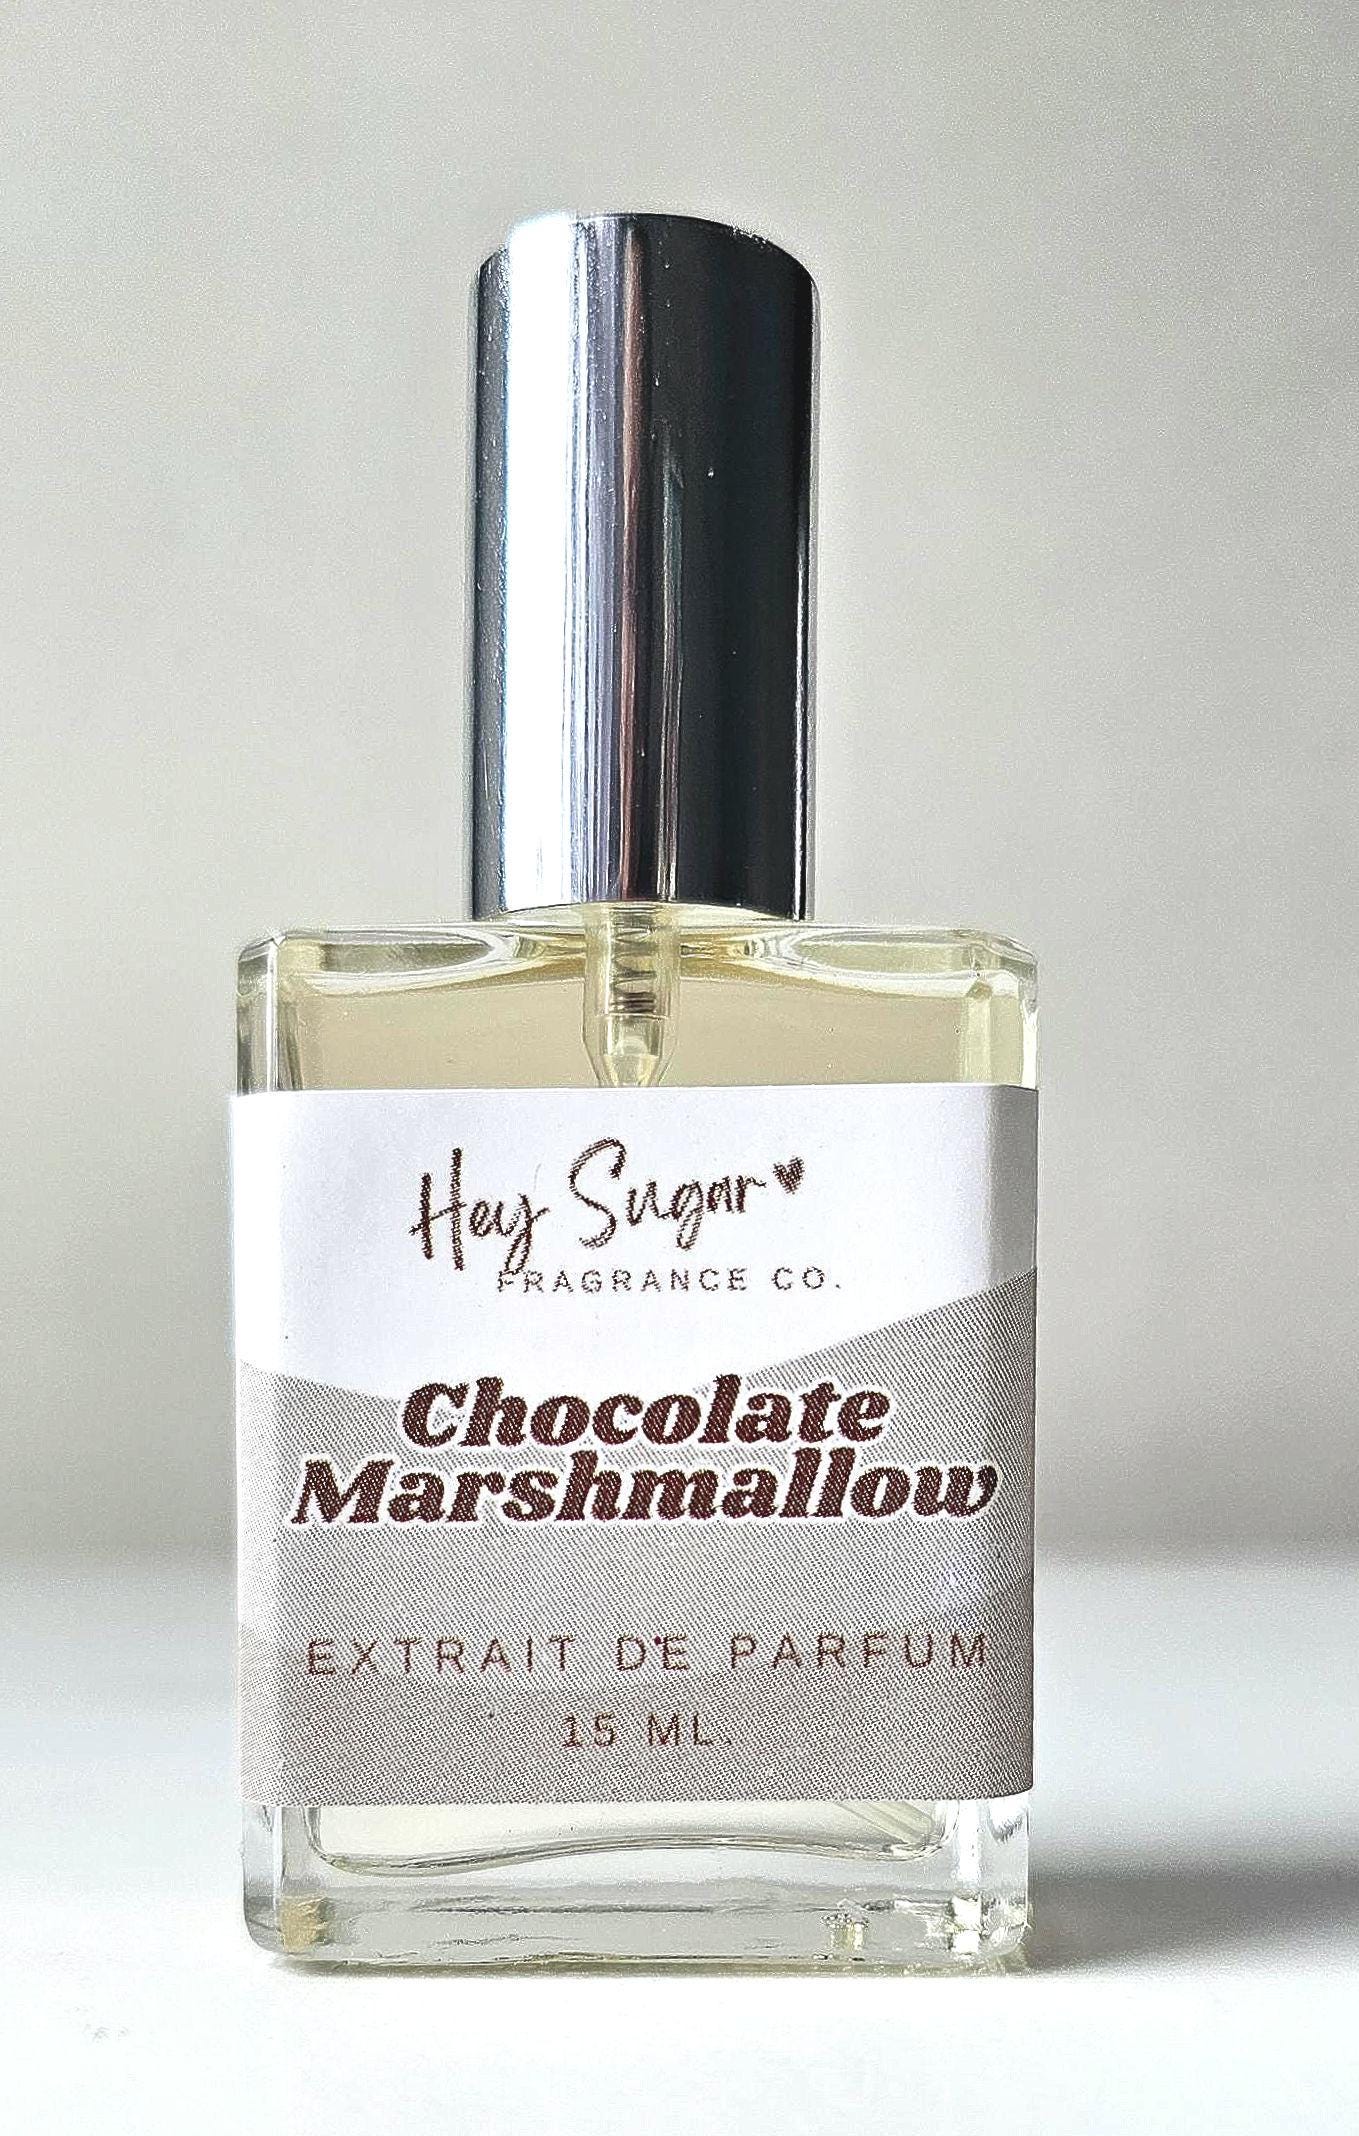 Hey Sugar♥
FRAGRANCE CO.
Chocolate
Marshmallow
EXTRAIT DE PARFUM
15 ML.